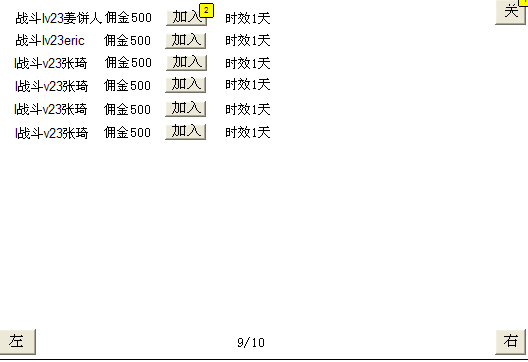 战斗lv23姜饼人 佣金500 加入 2 时效1天 关
战斗lv23eric 佣金500 加入 时效1天
l战斗v23张琦 佣金500 加入 时效1天
l战斗v23张琦 佣金500 加入 时效1天
l战斗v23张琦 佣金500 加入 时效1天
l战斗v23张琦 佣金500 加入 时效1天
左 9/10 右